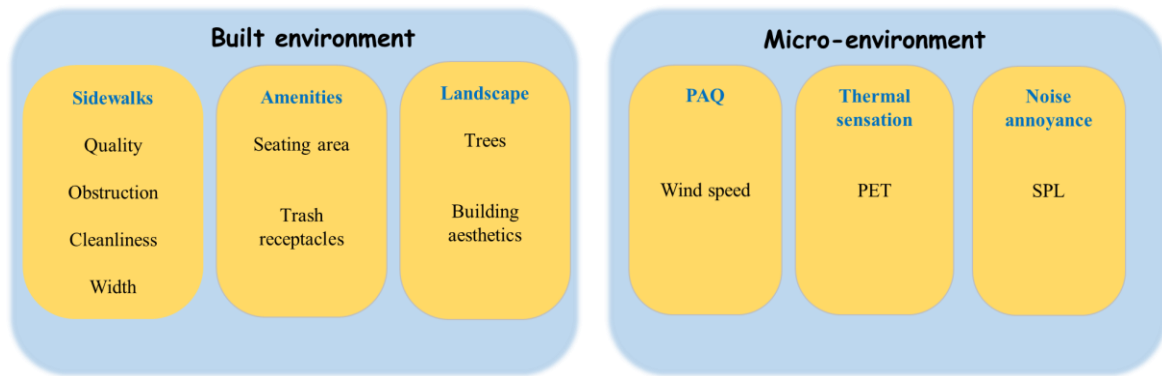 Built environment
Sidewalks
Quality
Obstruction
Cleanliness
Width
Amenities
Seating area
Trash
receptacles
Landscape
Trees
Building
aesthetics
Micro-environment
PAQ
Wind speed
Thermal
sensation
PET
Noise
annoyance
SPL